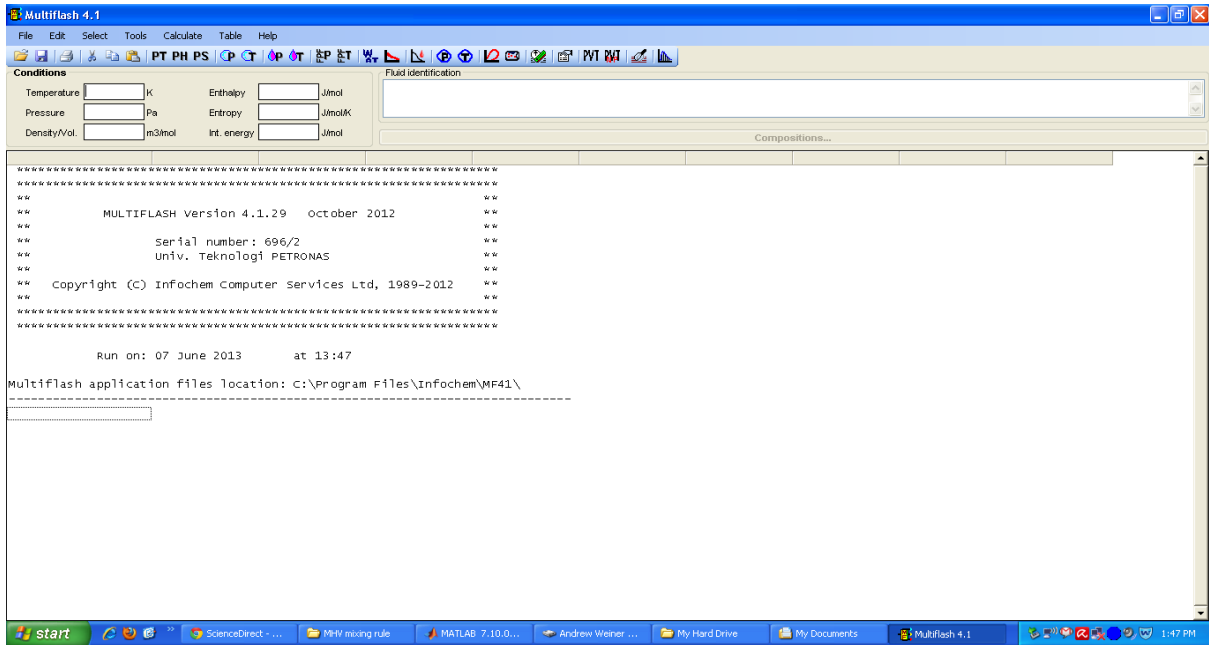 Multiflash 4.1
File Edit Select Tools Calculate Table Help
PT PH PS
Conditions
Fluid identification
Temperature K Enthalpy J/mol
Pressure Pa Entropy J/mol/K
Density/Vol. m3/mol Int. energy J/mol
Compositions...
*******************************************************************
*******************************************************************
** **
** MULTIFLASH Version 4.1.29 October 2012 **
** **
** Serial number: 696/2 **
** Univ. Teknologi PETRONAS **
** **
** Copyright (C) Infochem Computer Services Ltd, 1989-2012 **
** **
*******************************************************************
*******************************************************************
Run on: 07 June 2013 at 13:47
Multiflash application files location: C:\Program Files\Infochem\MF41\
-----------------------------------------------------------------------------
start ScienceDirect - ... MHV mixing rule MATLAB 7.10.0... Andrew Weiner ... My Hard Drive My Documents Multiflash 4.1 1:47 PM